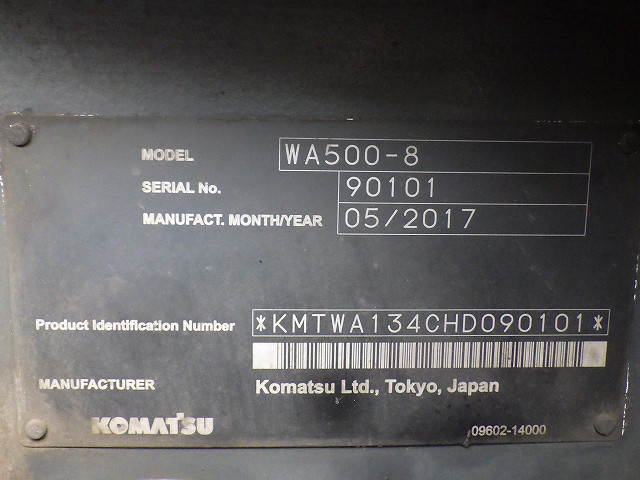 MODEL WA500-8
SERIAL No. 90101
MANUFACT. MONTH/YEAR 05/2017
Product Identification Number *KMTWA134CHD090101*
MANUFACTURER Komatsu Ltd., Tokyo, Japan
KOMATSU 09602-14000